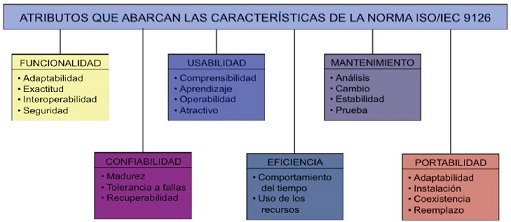 ATRIBUTOS QUE ABARCAN LAS CARACTERÍSTICAS DE LA NORMA ISO/IEC 9126
FUNCIONALIDAD
• Adaptabilidad
• Exactitud
• Interoperabilidad
• Seguridad
USABILIDAD
• Comprensibilidad
• Aprendizaje
• Operabilidad
• Atractivo
MANTENIMIENTO
• Análisis
• Cambio
• Estabilidad
• Prueba
CONFIABILIDAD
• Madurez
• Tolerancia a fallas
• Recuperabilidad
EFICIENCIA
• Comportamiento
del tiempo
• Uso de los
recursos
PORTABILIDAD
• Adaptabilidad
• Instalación
• Coexistencia
• Reemplazo